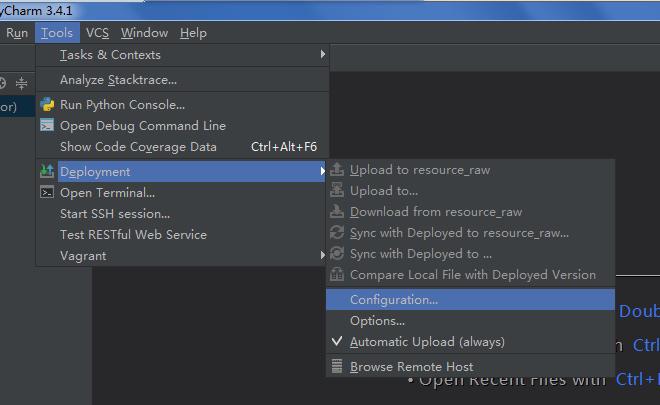 yCharm 3.4.1
Run Tools VCS Window Help
Tasks & Contexts
Analyze Stacktrace...
or)
Run Python Console...
Open Debug Command Line
Show Code Coverage Data Ctrl+Alt+F6
Deployment
Open Terminal...
Start SSH session...
Test RESTful Web Service
Vagrant
Upload to resource_raw
Upload to...
Download from resource_raw
Sync with Deployed to resource_raw...
Sync with Deployed to ...
Compare Local File with Deployed Version
Configuration...
Options...
Automatic Upload (always)
Browse Remote Host
Doub
Ctrl
• Open Recent Files with Ctrl+